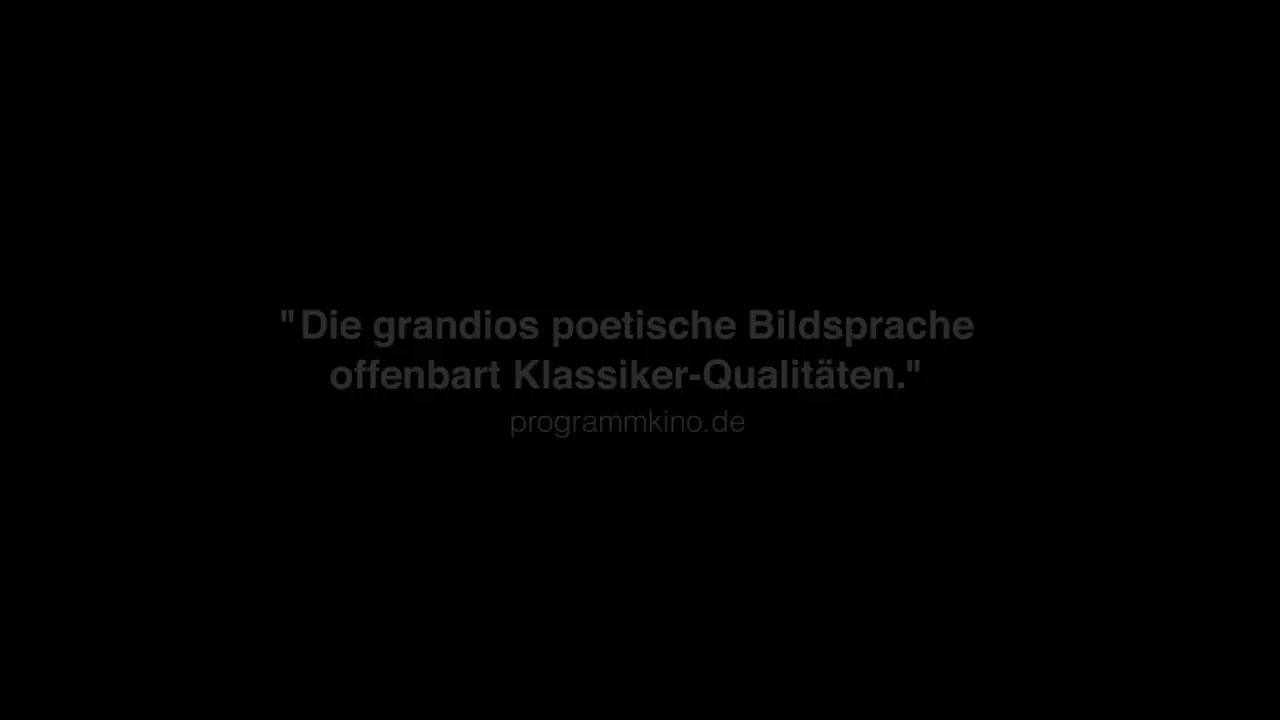 "Die grandios poetische Bildsprache
offenbart Klassiker-Qualitäten."
programmkino.de